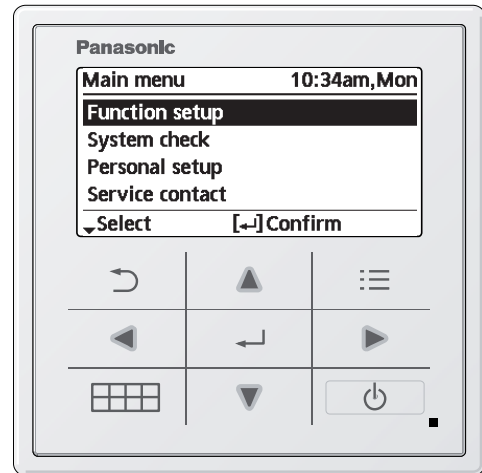 Panasonic
Main menu 10:34am,Mon
Function setup
System check
Personal setup
Service contact
Select [↵] Confirm